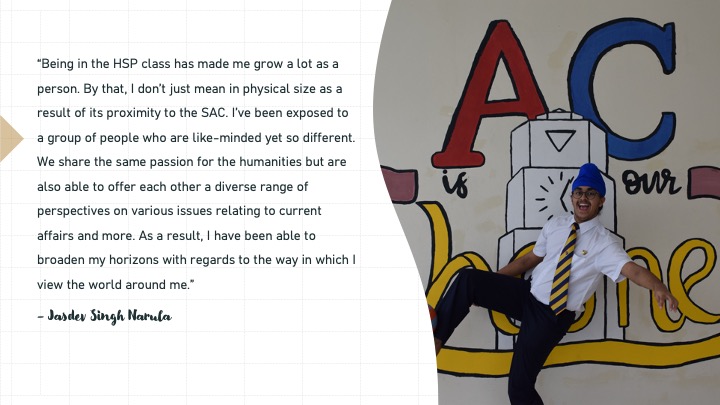 “Being in the HSP class has made me grow a lot as a
person. By that, I don’t just mean in physical size as a
result of its proximity to the SAC. I’ve been exposed to
a group of people who are like-minded yet so different.
We share the same passion for the humanities but are
also able to offer each other a diverse range of
perspectives on various issues relating to current
affairs and more. As a result, I have been able to
broaden my horizons with regards to the way in which I
view the world around me.”
– Jasdev Singh Narula
AC
is our
home